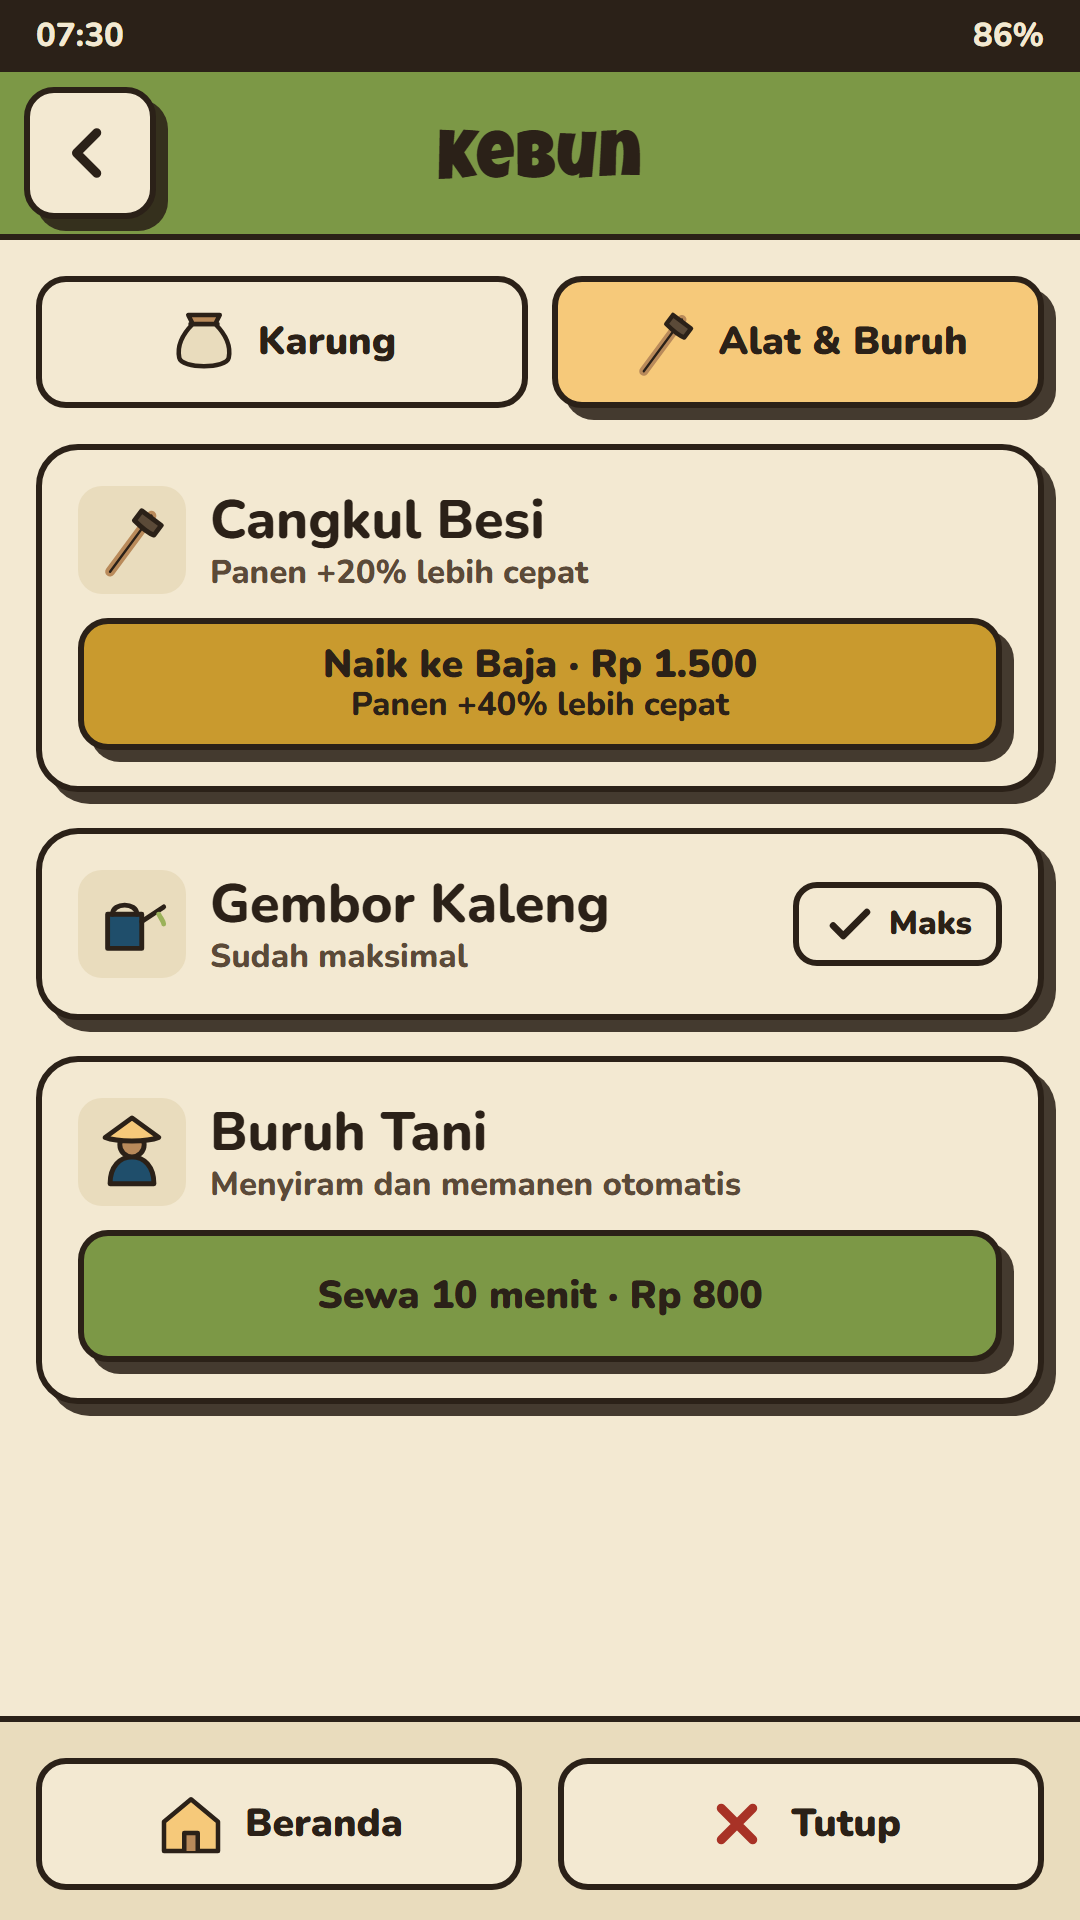 07:30
86%
Kebun
Karung
Alat & Buruh
Cangkul Besi
Panen +20% lebih cepat
Naik ke Baja · Rp 1.500
Panen +40% lebih cepat
Gembor Kaleng
Sudah maksimal
Maks
Buruh Tani
Menyiram dan memanen otomatis
Sewa 10 menit · Rp 800
Beranda
Tutup